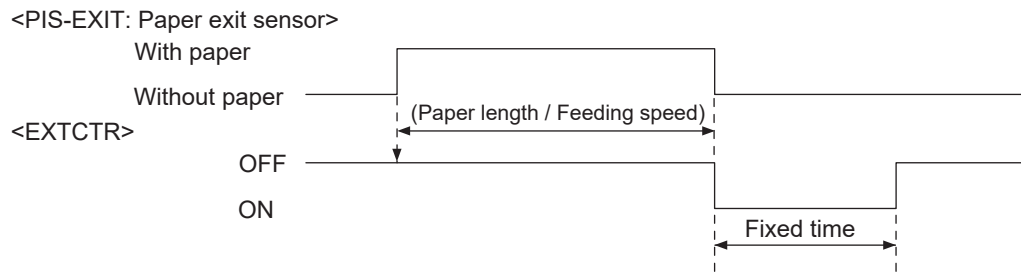 <PIS-EXIT: Paper exit sensor>
With paper
Without paper
(Paper length / Feeding speed)
<EXTCTR>
OFF
ON
Fixed time